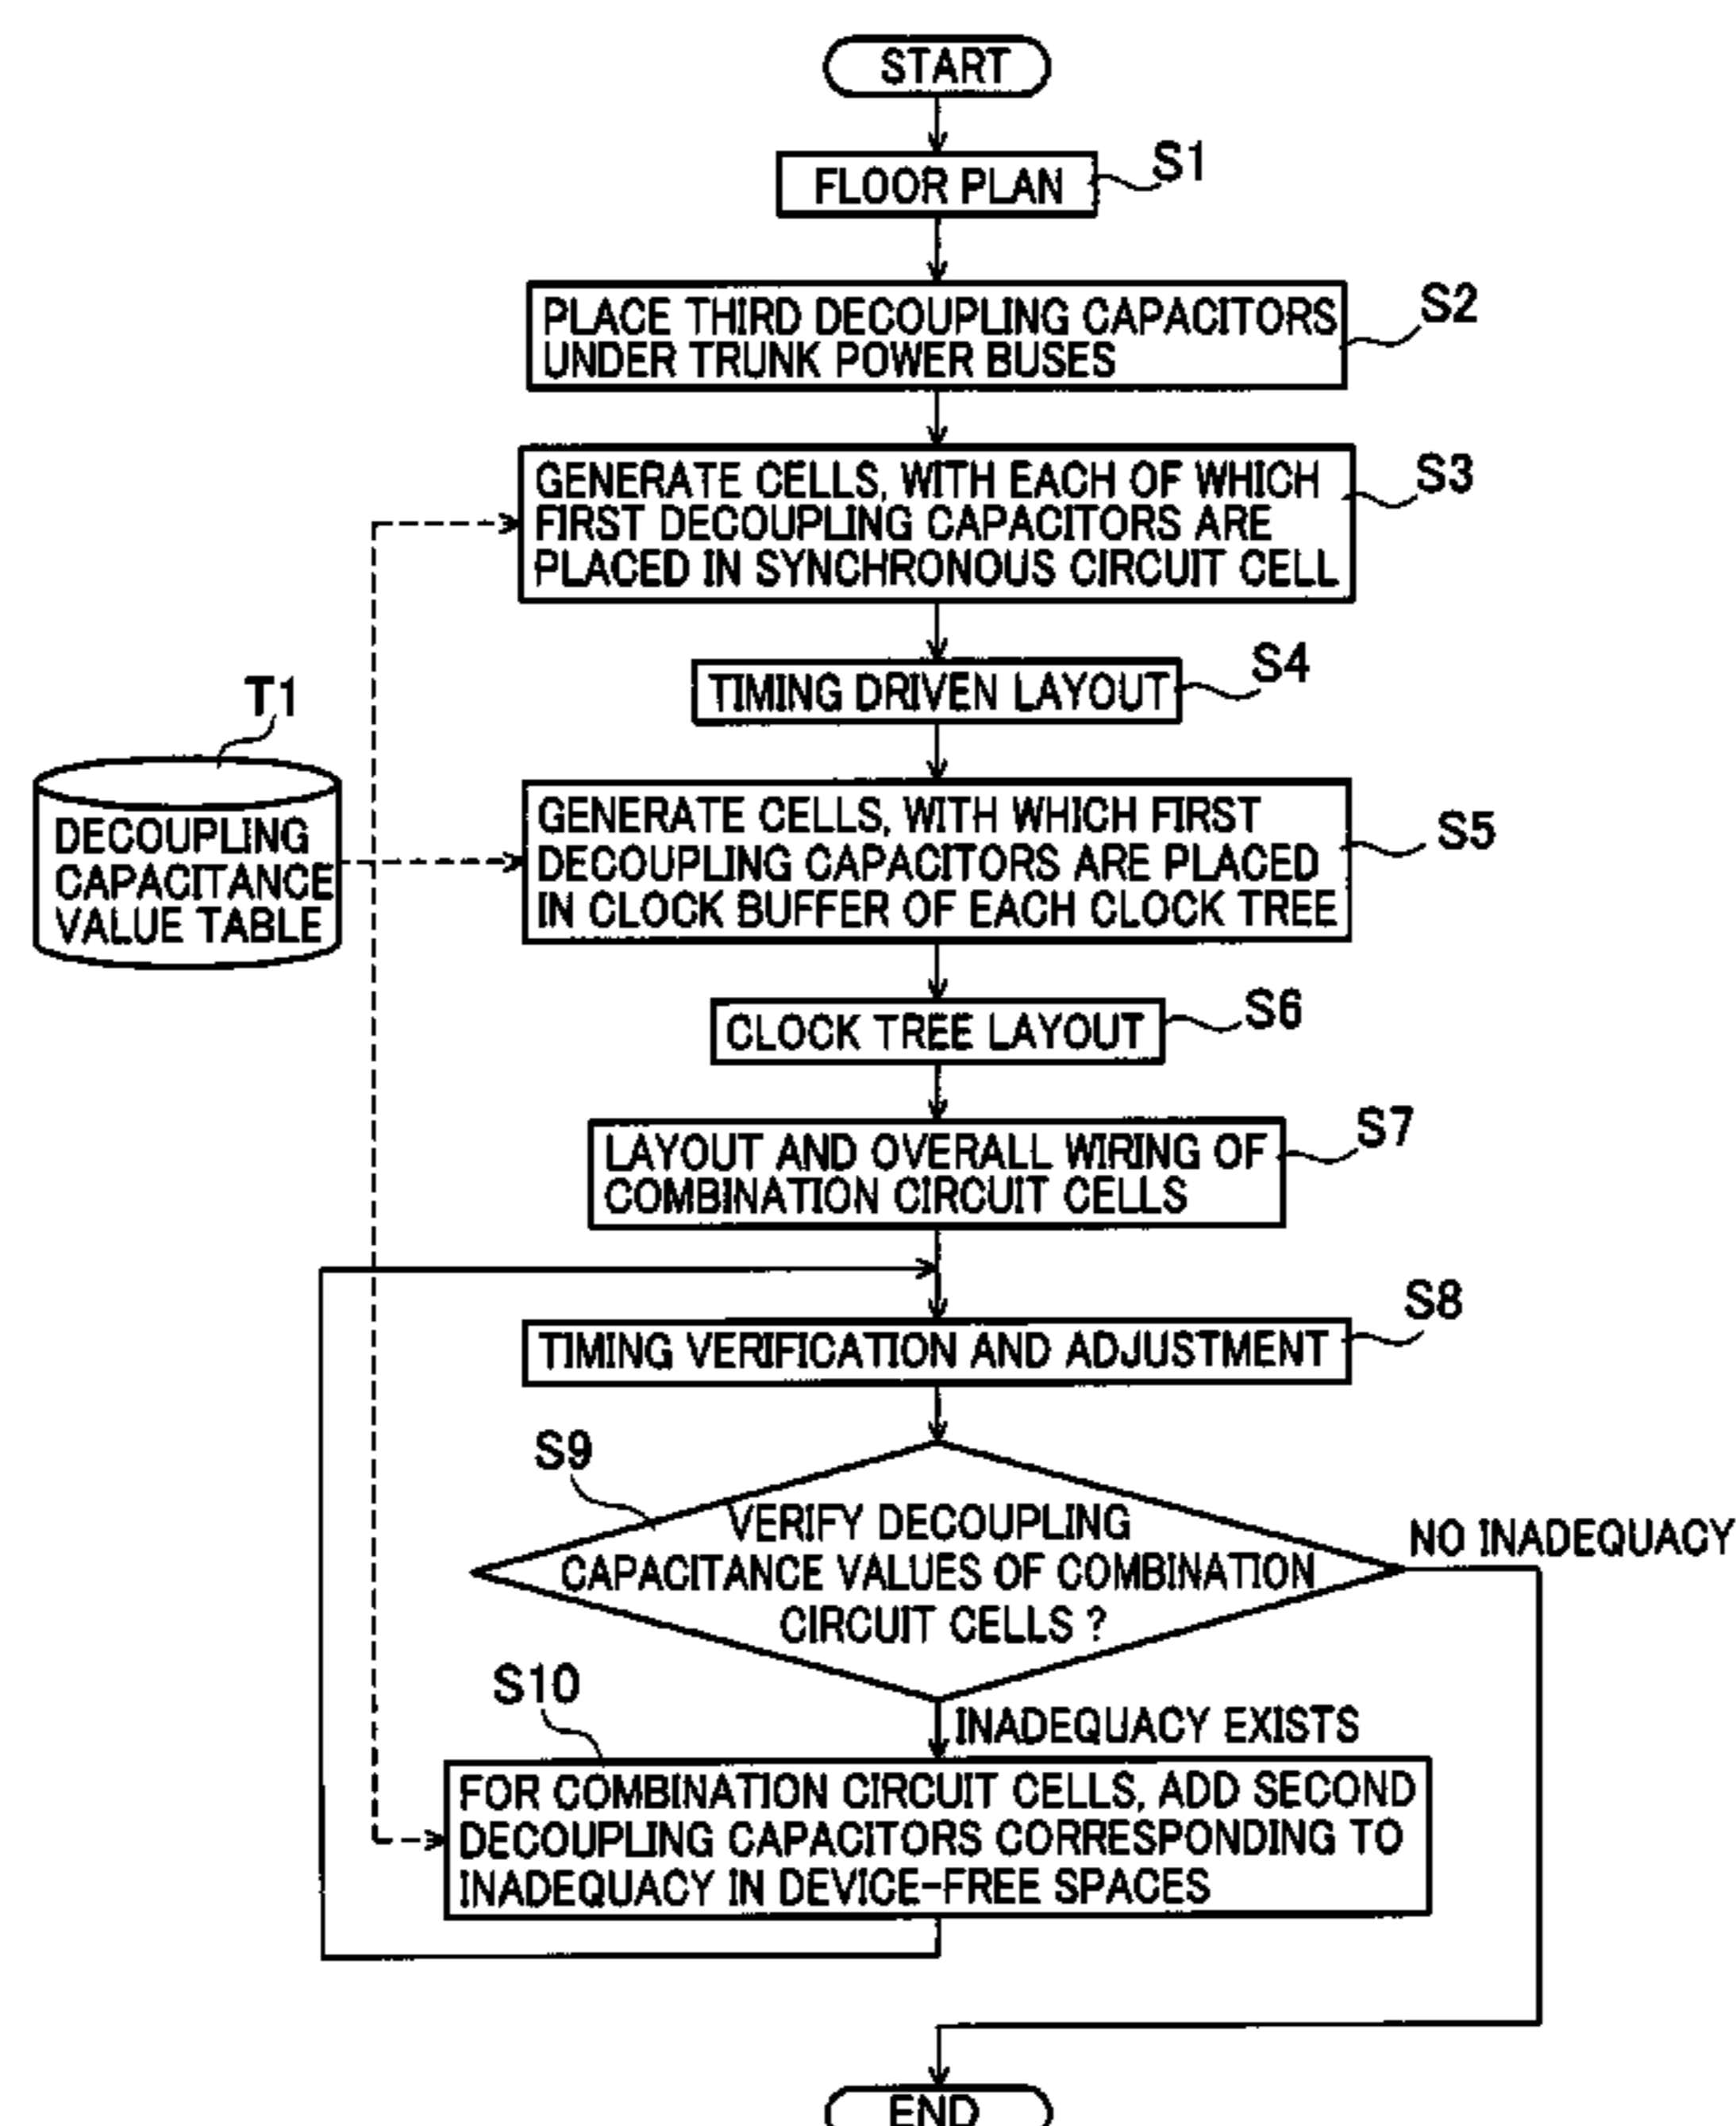 START
FLOOR PLAN
S1
PLACE THIRD DECOUPLING CAPACITORS
UNDER TRUNK POWER BUSES
S2
GENERATE CELLS, WITH EACH OF WHICH
FIRST DECOUPLING CAPACITORS ARE
PLACED IN SYNCHRONOUS CIRCUIT CELL
S3
TIMING DRIVEN LAYOUT
S4
T1
DECOUPLING
CAPACITANCE
VALUE TABLE
GENERATE CELLS, WITH WHICH FIRST
DECOUPLING CAPACITORS ARE PLACED
IN CLOCK BUFFER OF EACH CLOCK TREE
S5
CLOCK TREE LAYOUT
S6
LAYOUT AND OVERALL WIRING OF
COMBINATION CIRCUIT CELLS
S7
TIMING VERIFICATION AND ADJUSTMENT
S8
S9
VERIFY DECOUPLING
CAPACITANCE VALUES OF COMBINATION
CIRCUIT CELLS ?
NO INADEQUACY
INADEQUACY EXISTS
S10
FOR COMBINATION CIRCUIT CELLS, ADD SECOND
DECOUPLING CAPACITORS CORRESPONDING TO
INADEQUACY IN DEVICE-FREE SPACES
END